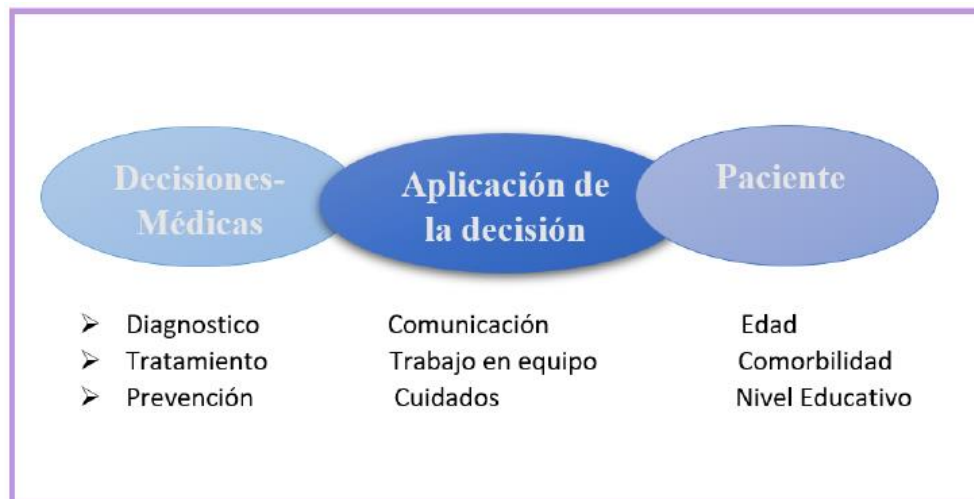 Decisiones-
Médicas
Aplicación de
la decisión
Paciente
➤ Diagnostico Comunicación Edad
➤ Tratamiento Trabajo en equipo Comorbilidad
➤ Prevención Cuidados Nivel Educativo